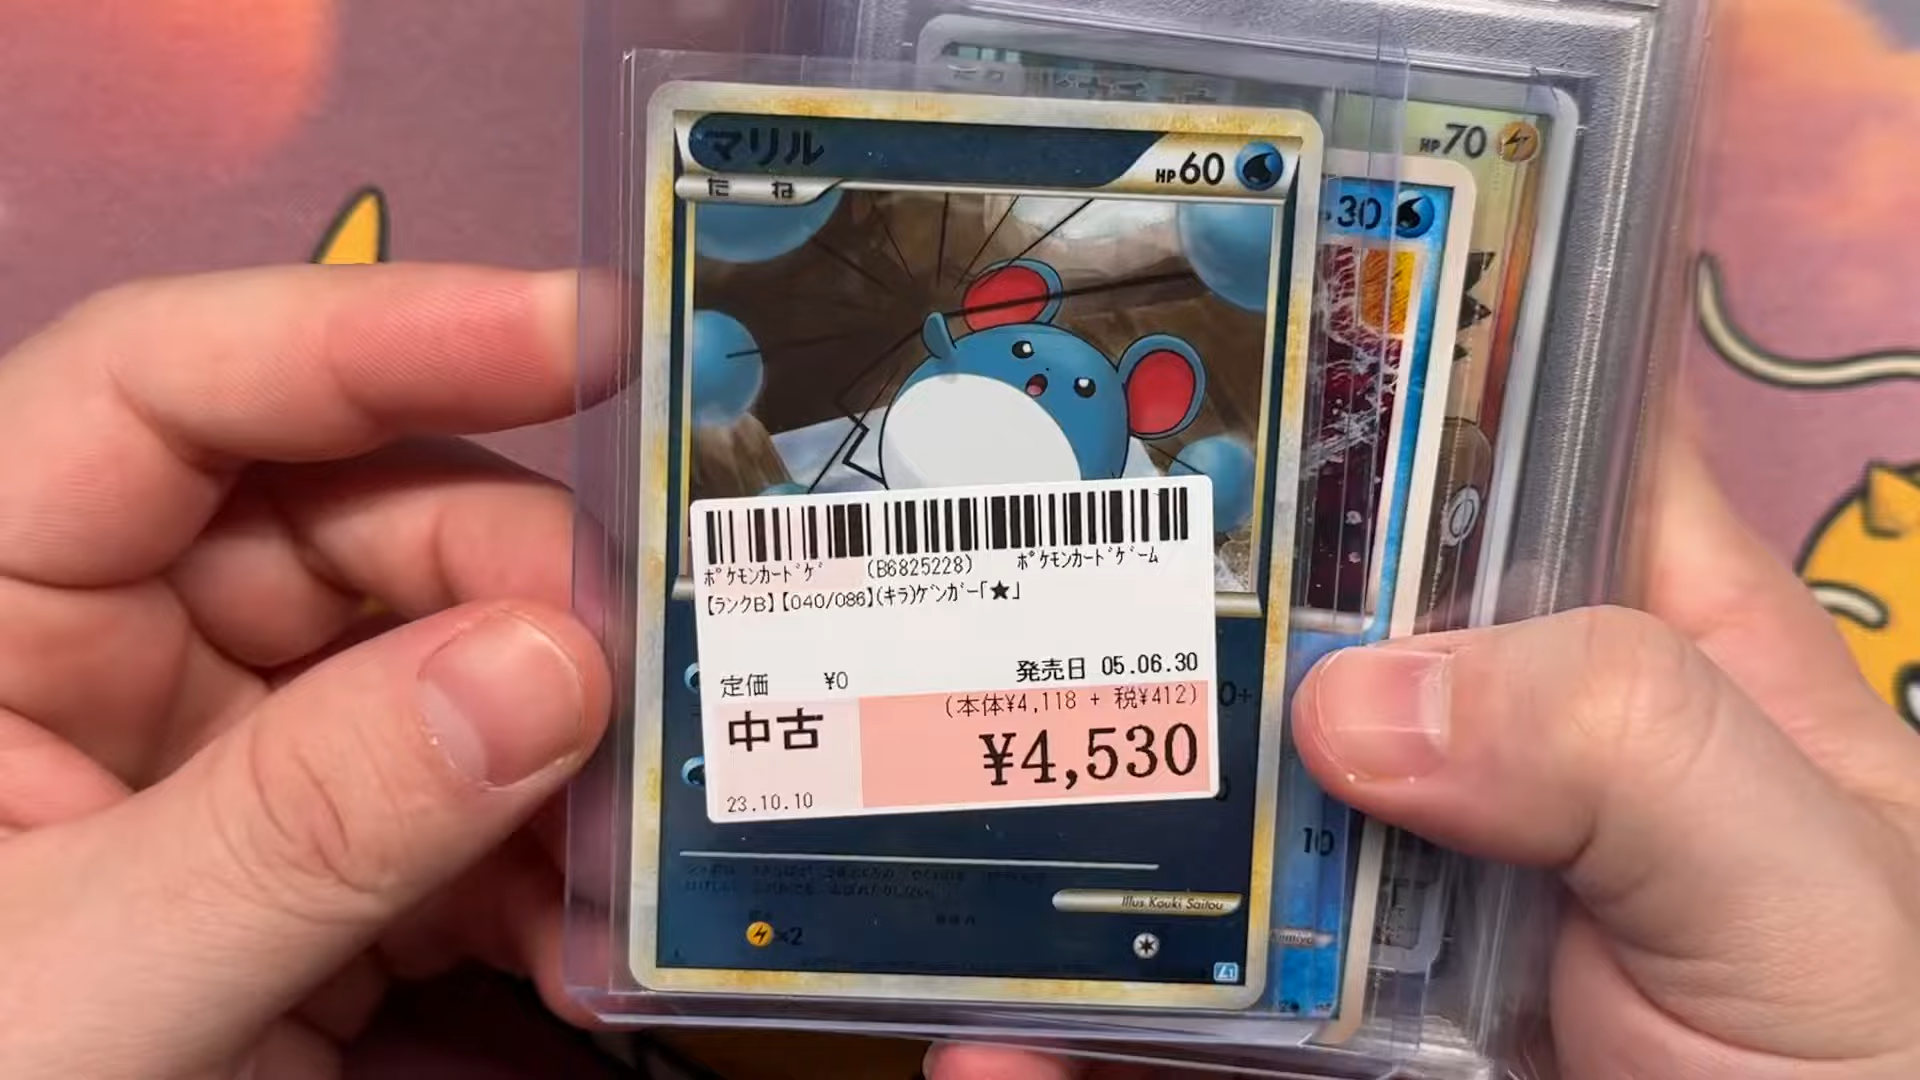 マリル
HP60
たね
HP70
30
ポケモンカードゲ (B6825228) ポケモンカードゲーム
【ランクB】【040/086】(キラ)ゲンガー「★」
定価 ¥0 発売日 05.06.30
(本体¥4,118 + 税¥412)
中古 ¥4,530
23.10.10
0+
10
Illus Kouki Saitou
×2
L1